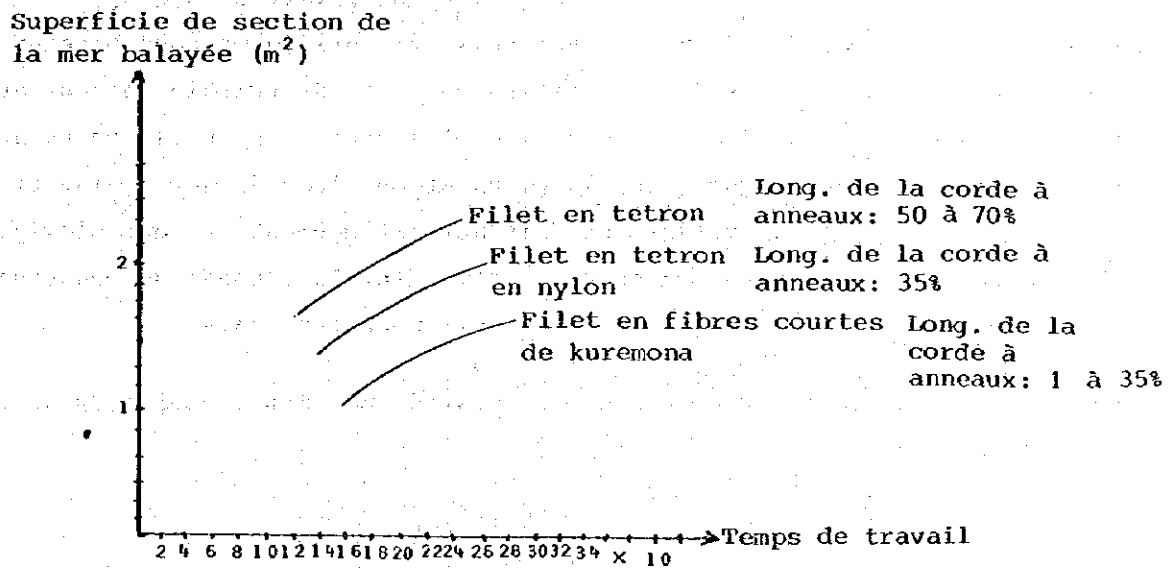 Superficie de section de
la mer balayée (m²)
Filet en tetron
Long. de la corde à
anneaux: 50 à 70%
2
Filet en tetron
en nylon
Long. de la corde à
anneaux: 35%
Filet en fibres courtes
de kuremona
Long. de la
corde à
anneaux: 1 à 35%
1
2 4 6 8 10 12 14 16 18 20 22 24 26 28 30 32 34 × 10
Temps de travail